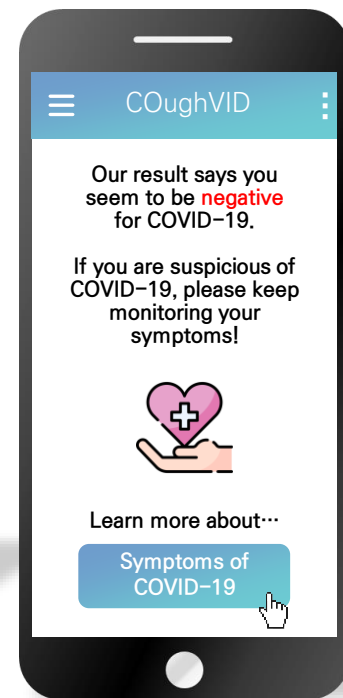 COughVID
Our result says you
seem to be negative
for COVID-19.
If you are suspicious of
COVID-19, please keep
monitoring your
symptoms!
Learn more about…
Symptoms of
COVID-19